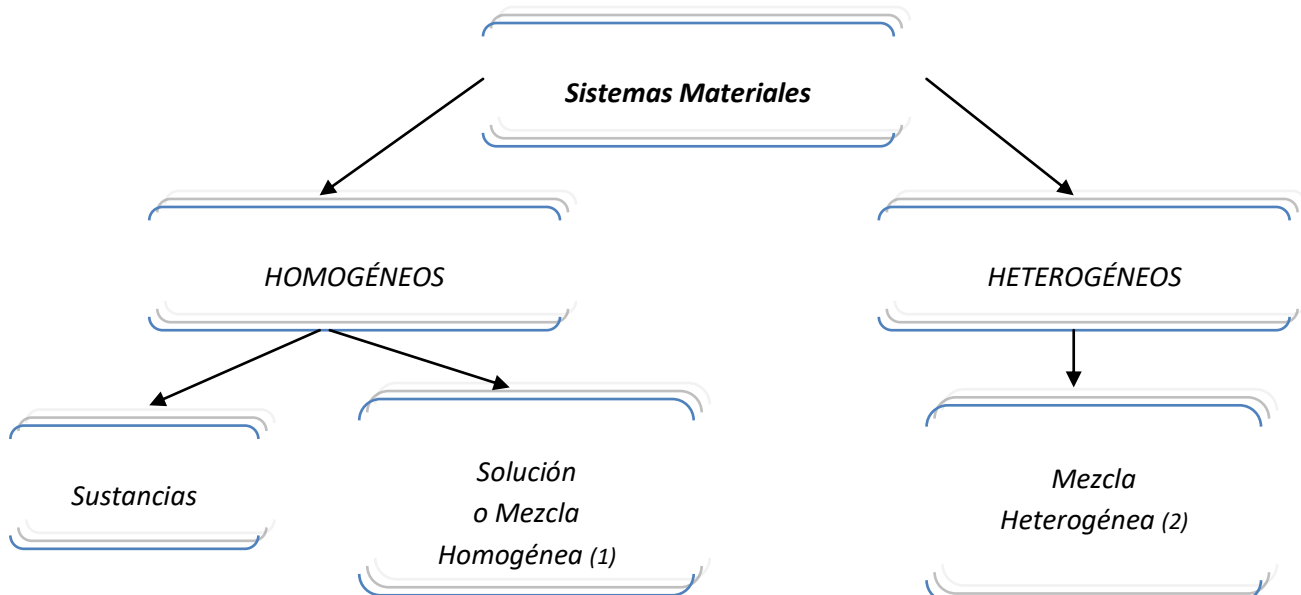 Sistemas Materiales
HOMOGÉNEOS
HETEROGÉNEOS
Sustancias
Solución
o Mezcla
Homogénea (1)
Mezcla
Heterogénea (2)